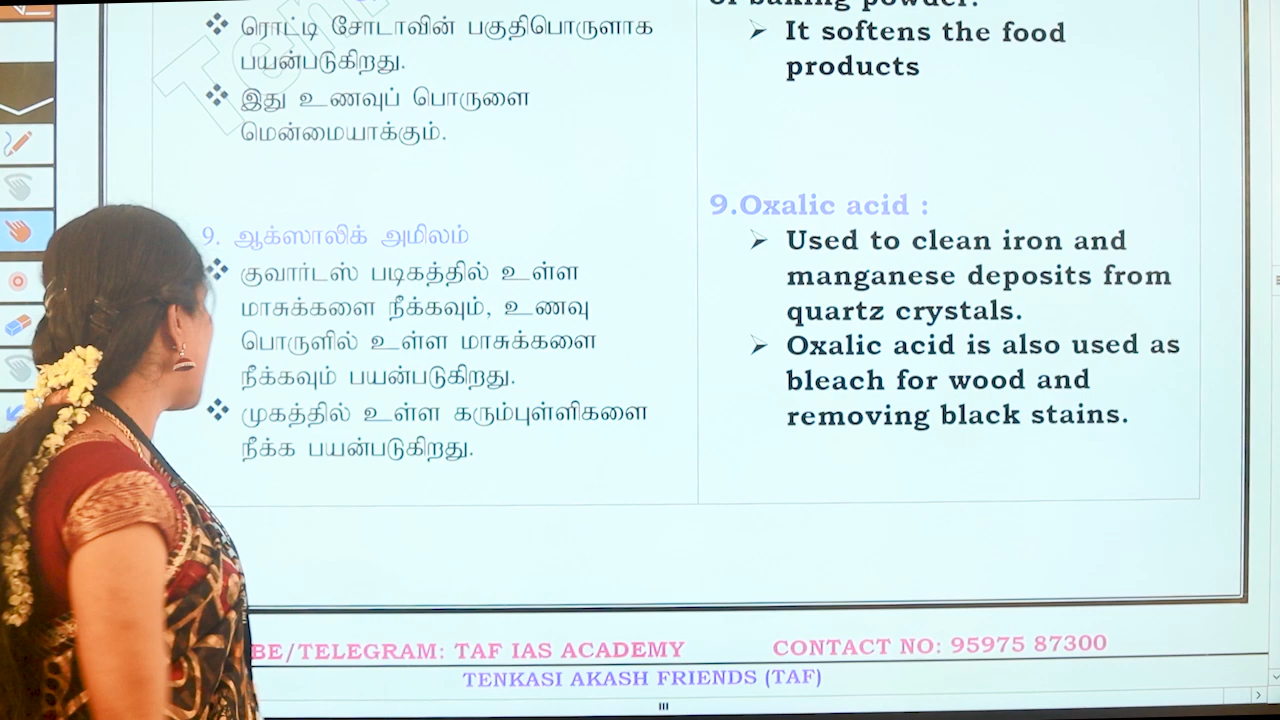 ரொட்டி சோடாவின் பகுதிபொருளாக
பயன்படுகிறது.
இது உணவுப் பொருளை
மென்மையாக்கும்.
9. ஆக்ஸாலிக் அமிலம்
குவார்டஸ் படிகத்தில் உள்ள
மாசுக்களை நீக்கவும், உணவு
பொருளில் உள்ள மாசுக்களை
நீக்கவும் பயன்படுகிறது.
முகத்தில் உள்ள கரும்புள்ளிகளை
நீக்க பயன்படுகிறது.
of baking powder.
It softens the food
products
9.Oxalic acid :
Used to clean iron and
manganese deposits from
quartz crystals.
Oxalic acid is also used as
bleach for wood and
removing black stains.
BE/TELEGRAM: TAF IAS ACADEMY CONTACT NO: 95975 87300
TENKASI AKASH FRIENDS (TAF)